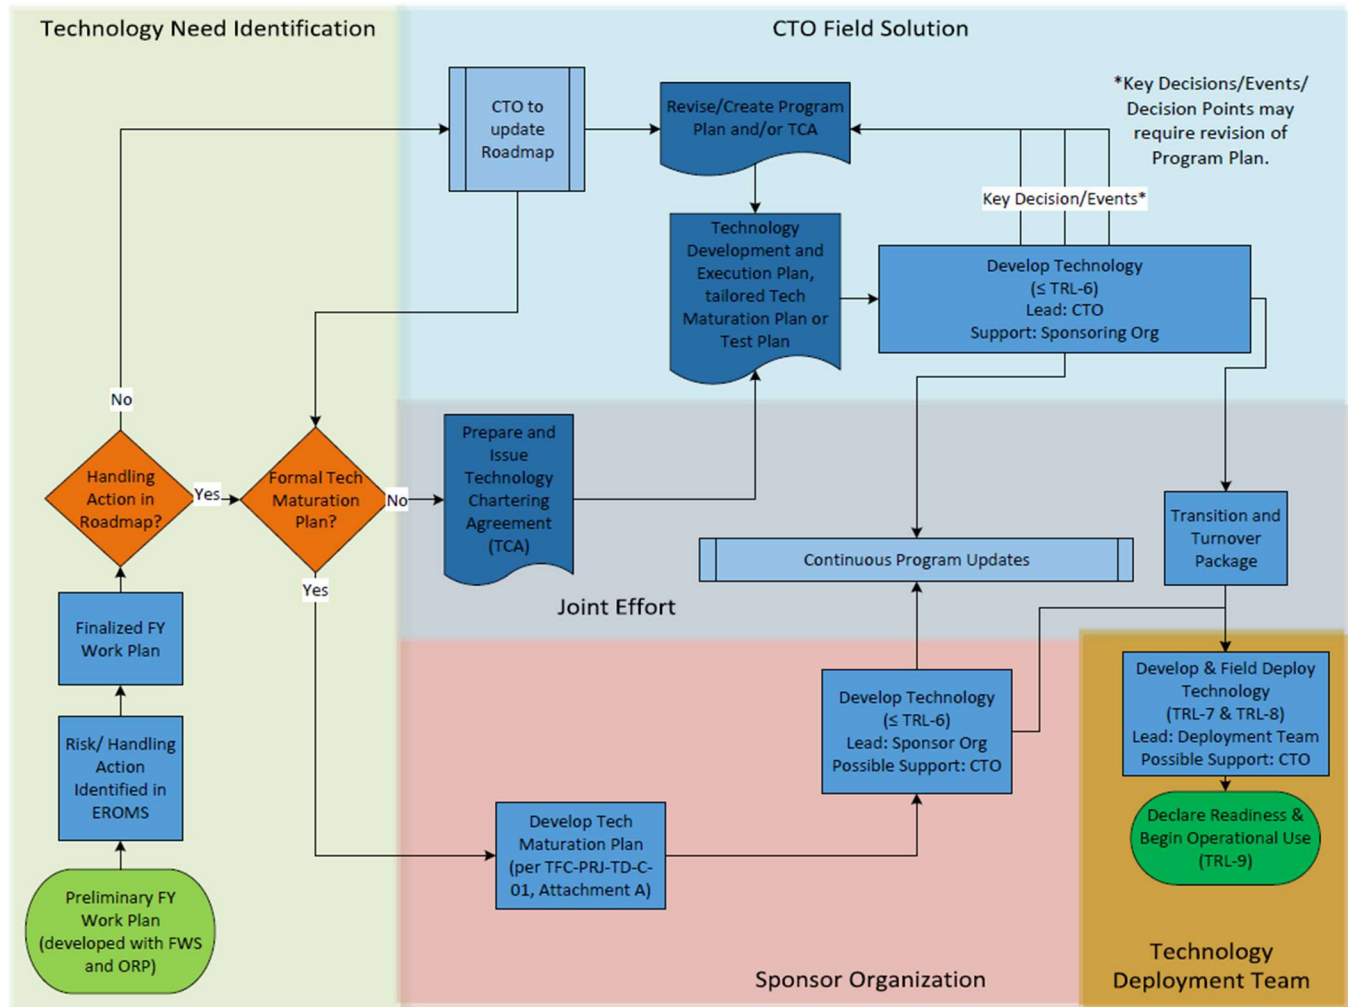 Technology Need Identification
CTO Field Solution
CTO to
update
Roadmap
Revise/Create Program
Plan and/or TCA
*Key Decisions/Events/
Decision Points may
require revision of
Program Plan.
Key Decision/Events*
Technology
Development and
Execution Plan,
tailored Tech
Maturation Plan or
Test Plan
Develop Technology
(≤ TRL-6)
Lead: CTO
Support: Sponsoring Org
No
Handling
Action in
Roadmap?
Yes
Formal Tech
Maturation
Plan?
No
Yes
Prepare and
Issue
Technology
Chartering
Agreement
(TCA)
Transition and
Turnover
Package
Continuous Program Updates
Joint Effort
Finalized FY
Work Plan
Risk/ Handling
Action
Identified in
EROMS
Preliminary FY
Work Plan
(developed with FWS
and ORP)
Develop Technology
(≤ TRL-6)
Lead: Sponsor Org
Possible Support: CTO
Develop & Field Deploy
Technology
(TRL-7 & TRL-8)
Lead: Deployment Team
Possible Support: CTO
Develop Tech
Maturation Plan
(per TFC-PRJ-TD-C-
01, Attachment A)
Declare Readiness &
Begin Operational Use
(TRL-9)
Sponsor Organization
Technology
Deployment Team